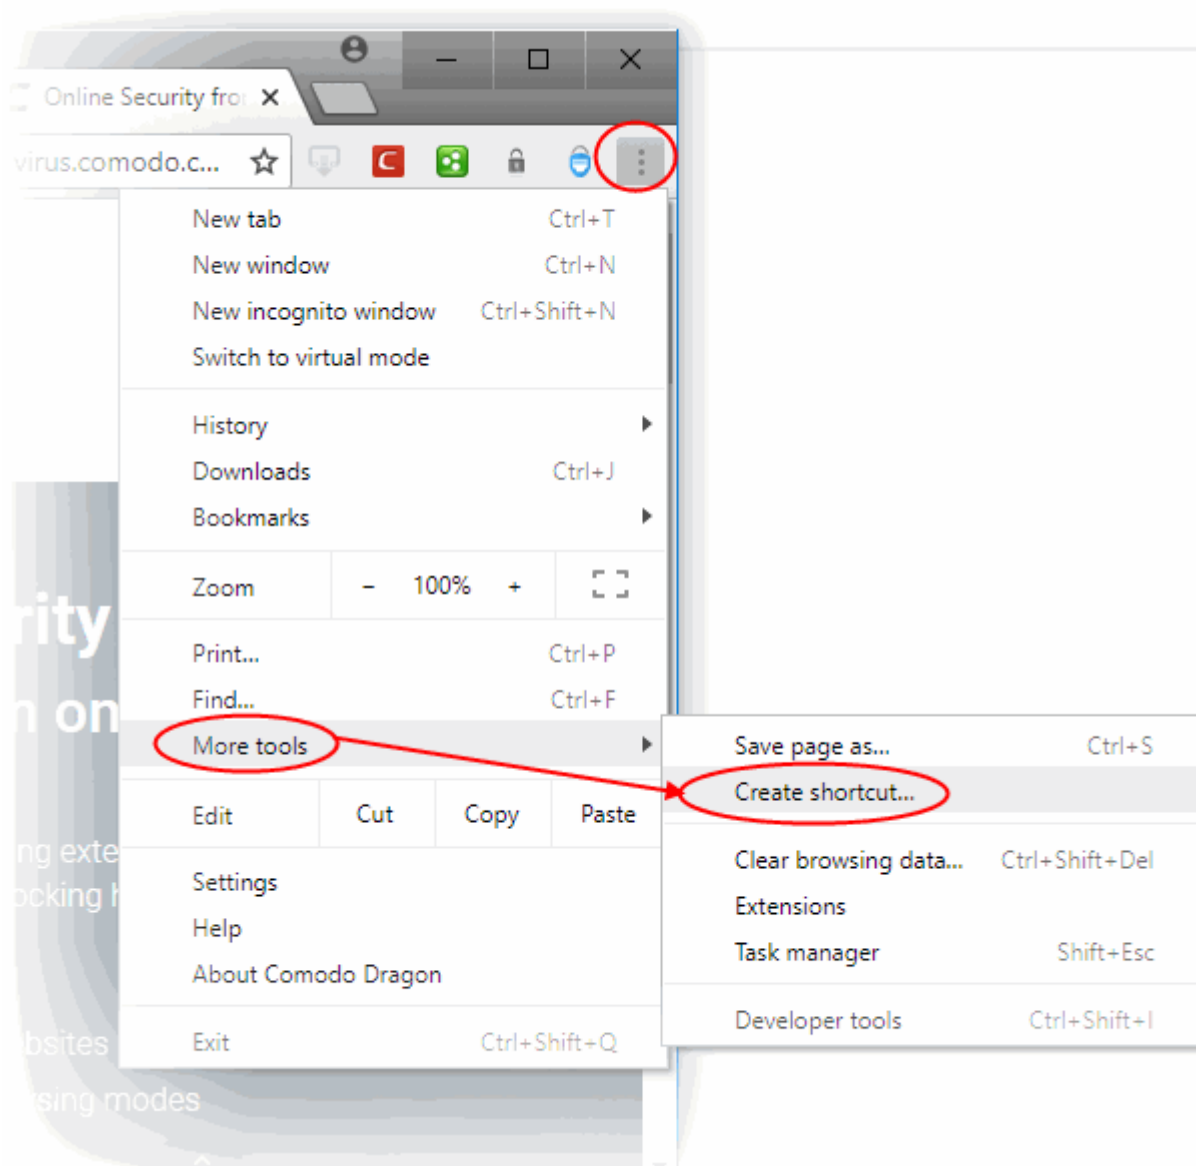 Online Security fro
virus.comodo.c...
New tab Ctrl+T
New window Ctrl+N
New incognito window Ctrl+Shift+N
Switch to virtual mode
History
Downloads Ctrl+J
Bookmarks
Zoom - 100% +
Print... Ctrl+P
Find... Ctrl+F
More tools
Save page as... Ctrl+S
Create shortcut...
Edit Cut Copy Paste
Clear browsing data... Ctrl+Shift+Del
Settings
Extensions
Help
Task manager Shift+Esc
About Comodo Dragon
Developer tools Ctrl+Shift+I
Exit Ctrl+Shift+Q
rity
n on
ng exte
ocking h
bsites
sing modes